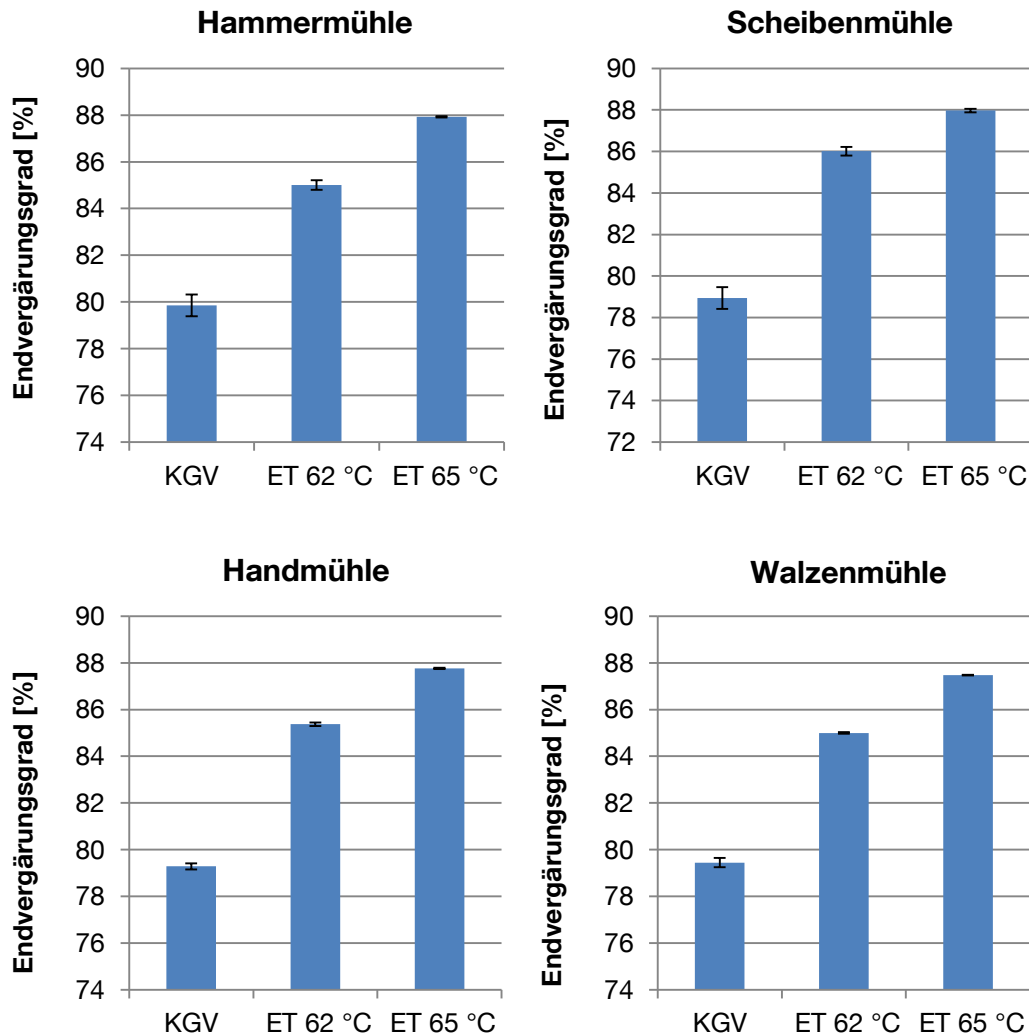 Hammermühle
Endvergärungsgrad [%]
90
88
86
84
82
80
78
76
74
KGV
ET 62 °C
ET 65 °C
Scheibenmühle
Endvergärungsgrad [%]
90
88
86
84
82
80
78
76
74
72
KGV
ET 62 °C
ET 65 °C
Handmühle
Endvergärungsgrad [%]
90
88
86
84
82
80
78
76
74
KGV
ET 62 °C
ET 65 °C
Walzenmühle
Endvergärungsgrad [%]
90
88
86
84
82
80
78
76
74
KGV
ET 62 °C
ET 65 °C